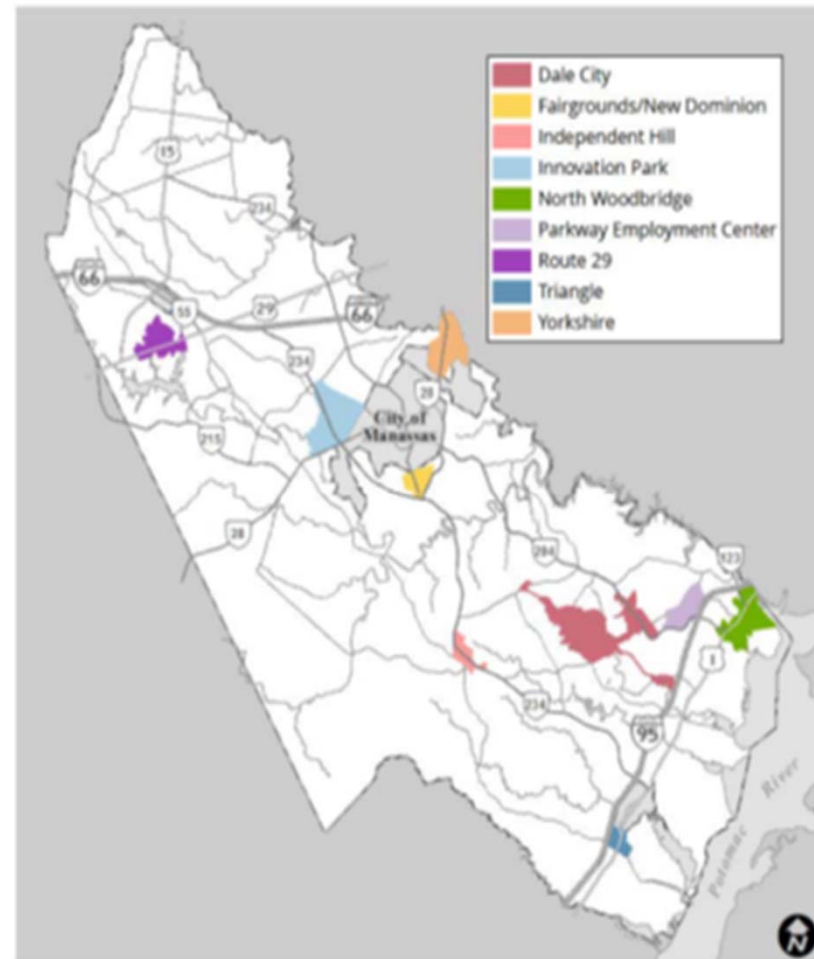 Dale City
Fairgrounds/New Dominion
Independent Hill
Innovation Park
North Woodbridge
Parkway Employment Center
Route 29
Triangle
Yorkshire
15
234
66
55
29
66
234
28
City of
Manassas
215
28
294
123
1
234
95
Potomac River
N